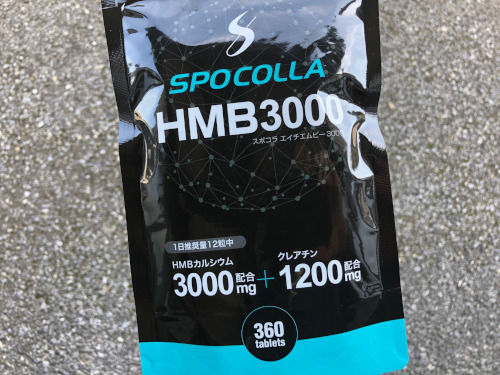 SPOCOLLA
HMB3000
スポコラ エイチエムビー3000
1日推奨量12粒中
HMBカルシウム
3000配合mg
+
クレアチン
1200配合mg
360
tablets